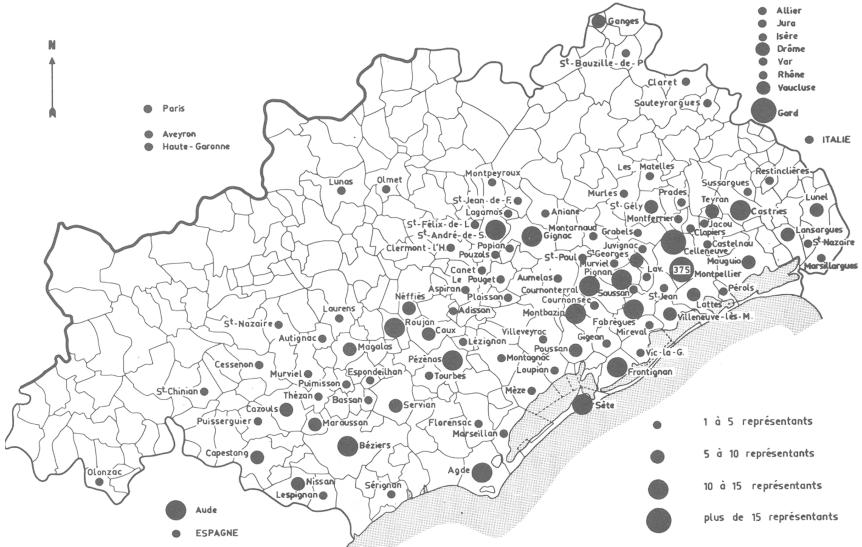 Ganges
Allier
Jura
Isère
Drôme
Var
Rhône
Vaucluse
Gard
N
St-Bauzille-de-P.
Claret
Sauteyrargues
Paris
Aveyron
Haute-Garonne
ITALIE
Les Matelles
Restinclières
Montpeyroux
Lunas
Olmet
Sussargues
Murles
Prades
Teyran
Lunel
St-Jean-de-F.
St-Gély
Lagamas
Aniane
Castries
Montferrier
St-Félix-de-L.
Jacou
Montarnaud
Grabels
Clapiers
Lansargues
St-André-de-S.
Gignac
Castelnau
St Nazaire
Clermont-l'H.
Popian
Juvignac
Celleneuve
Pouzols
St-Paul
St Georges
Mauguio
Marsillargues
Murviel
Canet
Pignan
Lav.
375
Montpellier
Le Pouget
Aumelas
Aspiran
Cournonterral
Saussan
St-Jean
Pérols
Plaissan
Cournonsec
Lattes
Néffiès
Adissan
Montbazin
Villeneuve-lès-M.
Laurens
Fabrègues
St-Nazaire
Roujan
Caux
Villeveyrac
Mireval
Autignac
Lézignan
Gigean
Magalas
Poussan
Vic-la-G.
Cessenon
Pézénas
Montagnac
Murviel
Espondeilhan
Loupian
Frontignan
Puimisson
Tourbes
St-Chinian
Thézan
Bassan
Mèze
Cazouls
Servian
Sète
Puisserguier
Maraussan
Florensac
1 à 5 représentants
Marseillan
Béziers
Capestang
5 à 10 représentants
Olonzac
Agde
Nissan
Sérignan
10 à 15 représentants
Lespignan
Aude
plus de 15 représentants
ESPAGNE